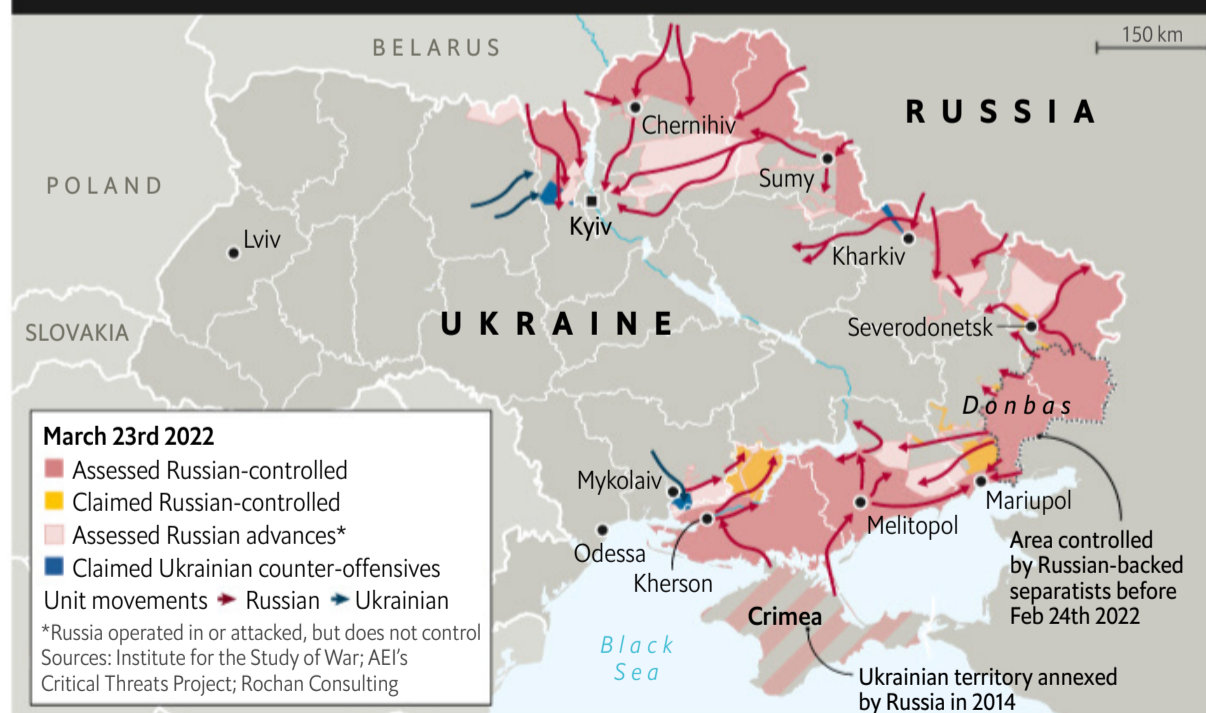 BELARUS
150 km
RUSSIA
Chernihiv
POLAND
Sumy
Kyiv
Lviv
Kharkiv
UKRAINE
SLOVAKIA
Severodonetsk
Donbas
March 23rd 2022
Assessed Russian-controlled
Claimed Russian-controlled
Assessed Russian advances*
Claimed Ukrainian counter-offensives
Unit movements Russian Ukrainian
*Russia operated in or attacked, but does not control
Sources: Institute for the Study of War; AEI’s
Critical Threats Project; Rochan Consulting
Mykolaiv
Mariupol
Melitopol
Odessa
Kherson
Area controlled
by Russian-backed
separatists before
Feb 24th 2022
Crimea
Black
Sea
Ukrainian territory annexed
by Russia in 2014